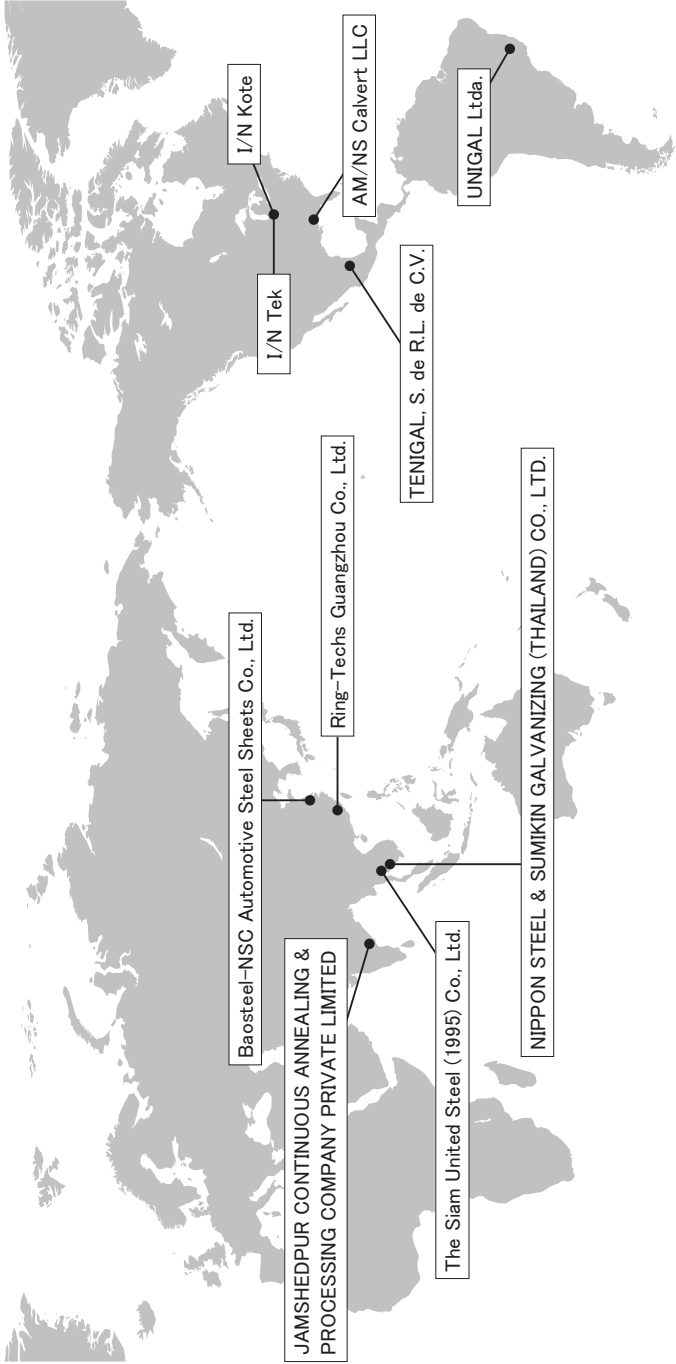 Baosteel-NSC Automotive Steel Sheets Co., Ltd.
I/N Tek
I/N Kote
JAMSHEDPUR CONTINUOUS ANNEALING &
PROCESSING COMPANY PRIVATE LIMITED
Ring-Techs Guangzhou Co., Ltd.
AM/NS Calvert LLC
TENIGAL, S. de R.L. de C.V.
The Siam United Steel (1995) Co., Ltd.
UNIGAL Ltda.
NIPPON STEEL & SUMIKIN GALVANIZING (THAILAND) CO., LTD.